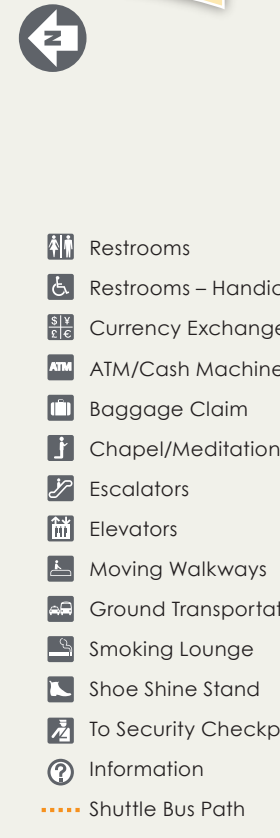 N
Restrooms
Restrooms – Handic
$ ¥
£ €
Currency Exchange
ATM ATM/Cash Machine
Baggage Claim
Chapel/Meditation
Escalators
Elevators
Moving Walkways
Ground Transportat
Smoking Lounge
Shoe Shine Stand
To Security Checkp
? Information
Shuttle Bus Path